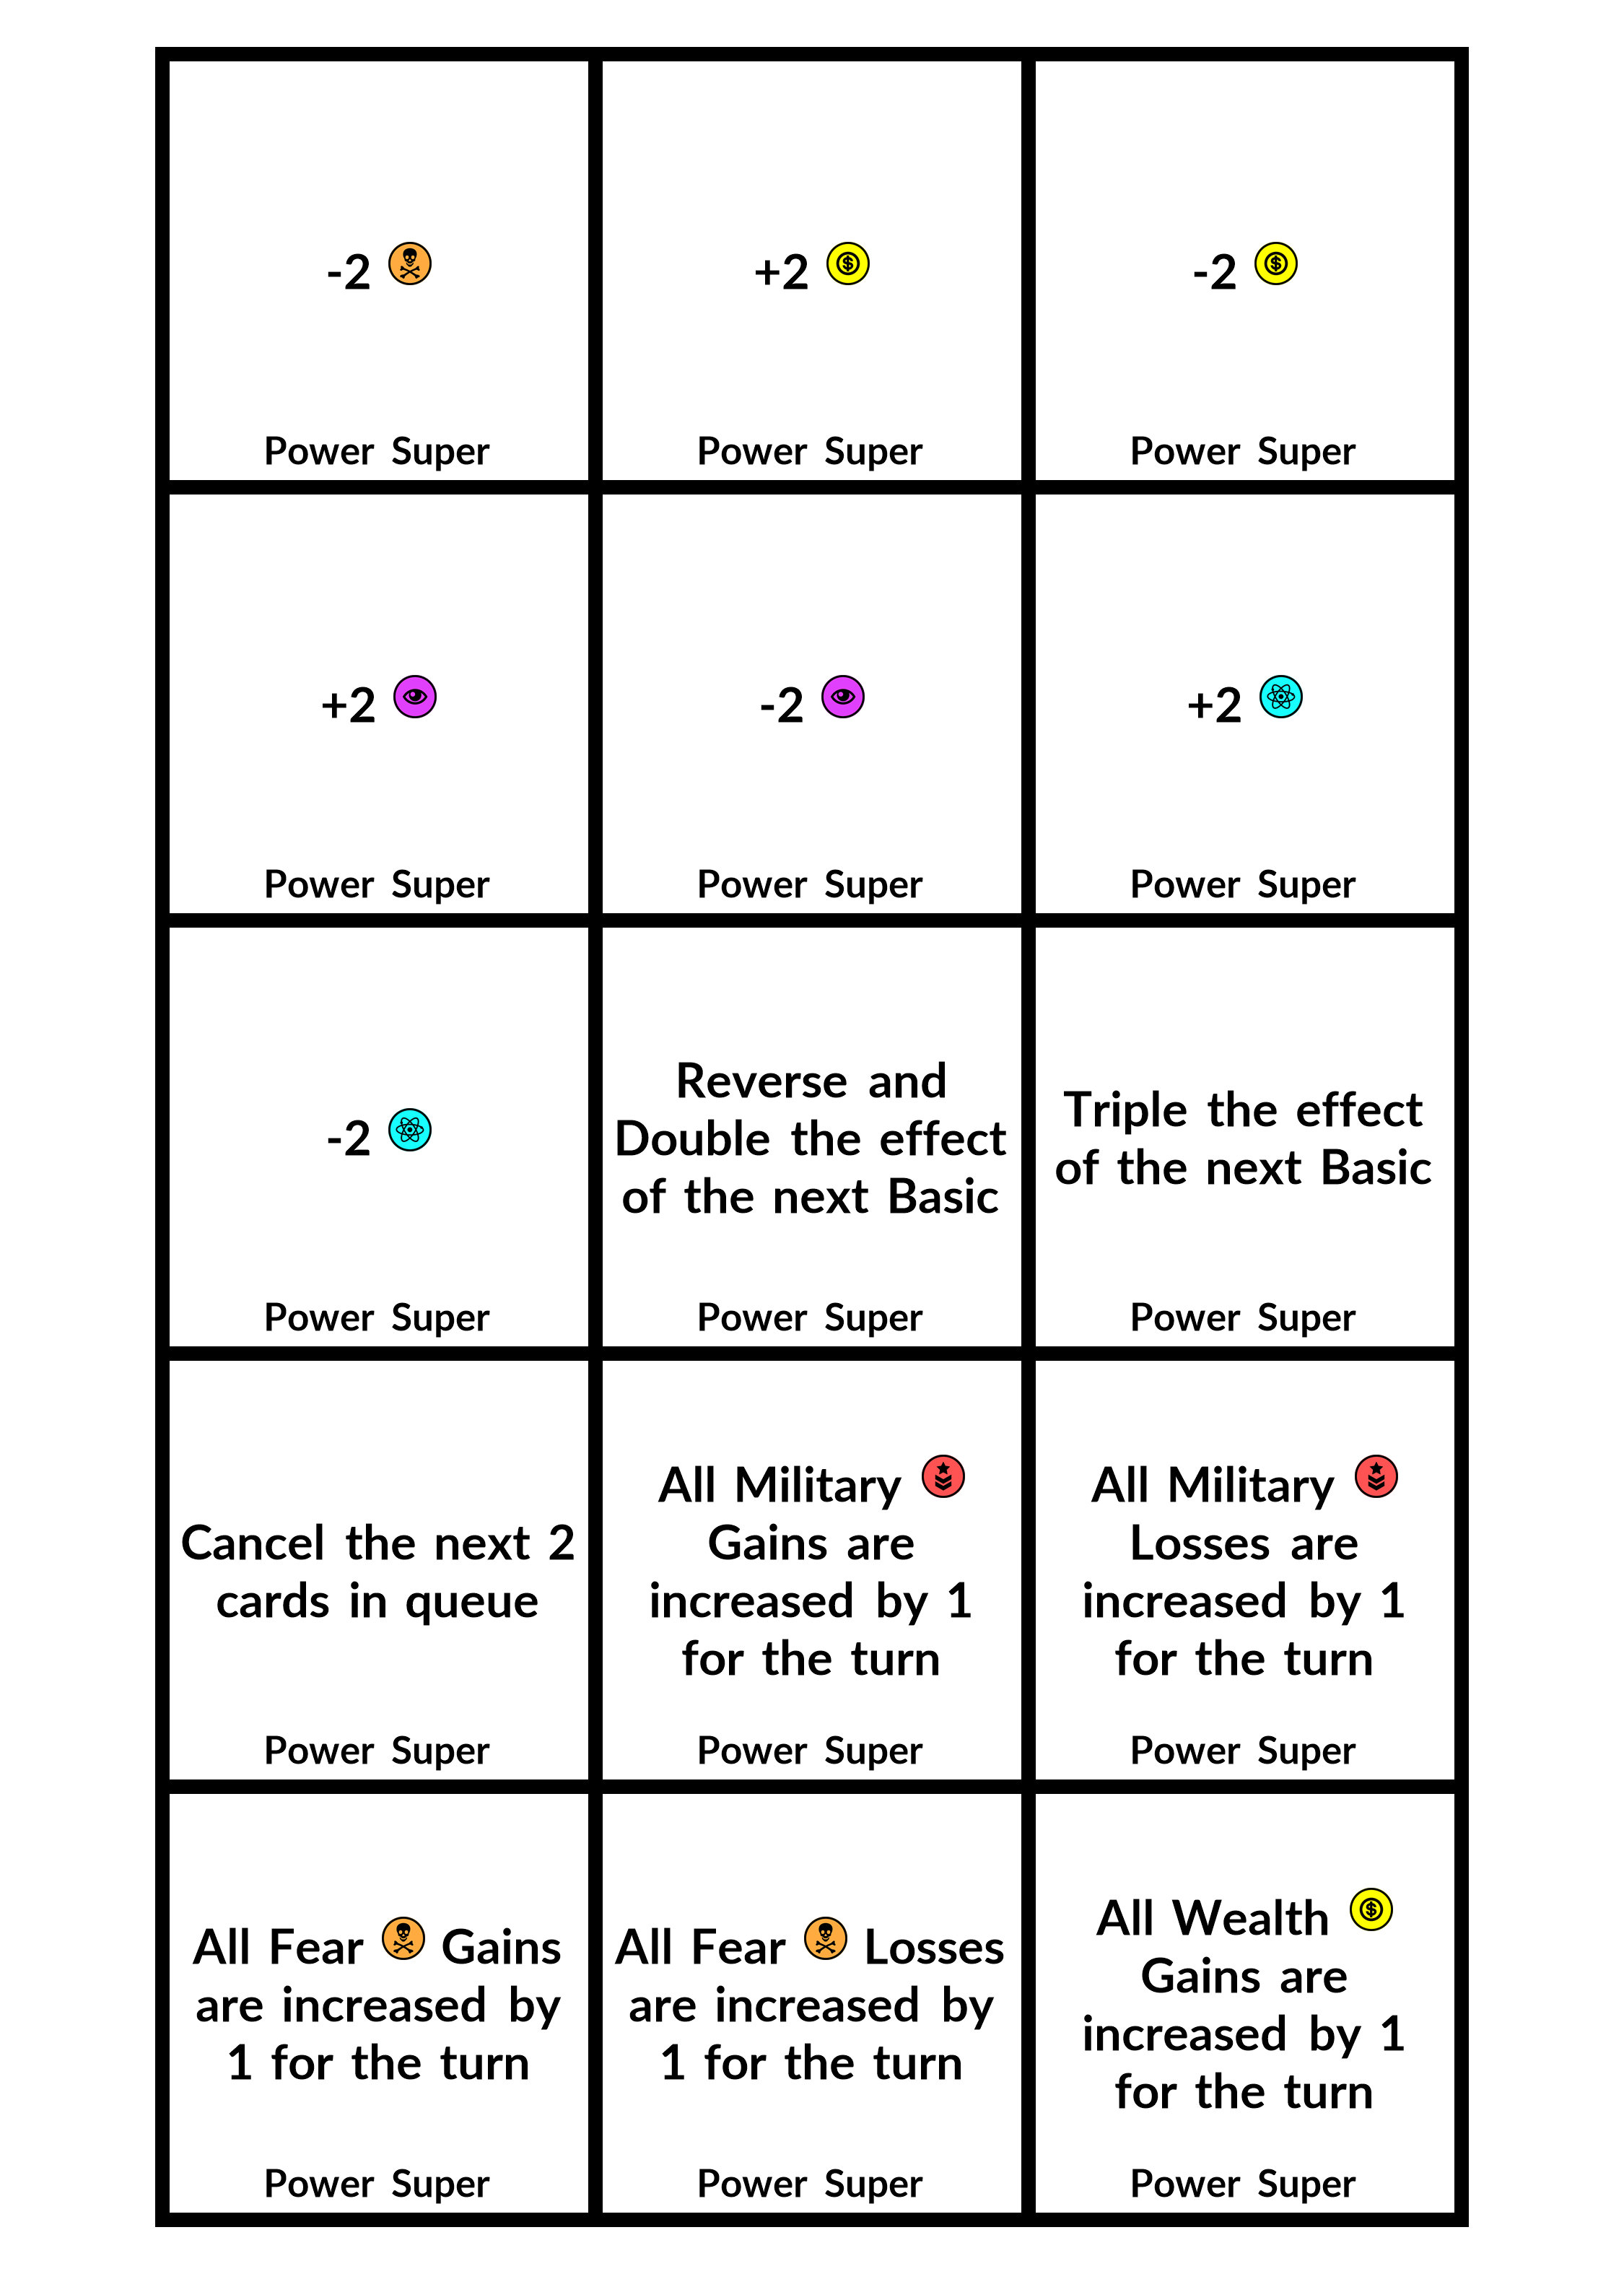 -2
Power Super
+2
Power Super
-2
Power Super
+2
Power Super
-2
Power Super
+2
Power Super
-2
Power Super
Reverse and
Double the effect
of the next Basic
Power Super
Triple the effect
of the next Basic
Power Super
Cancel the next 2
cards in queue
Power Super
All Military
Gains are
increased by 1
for the turn
Power Super
All Military
Losses are
increased by 1
for the turn
Power Super
All Fear Gains
are increased by
1 for the turn
Power Super
All Fear Losses
are increased by
1 for the turn
Power Super
All Wealth
Gains are
increased by 1
for the turn
Power Super